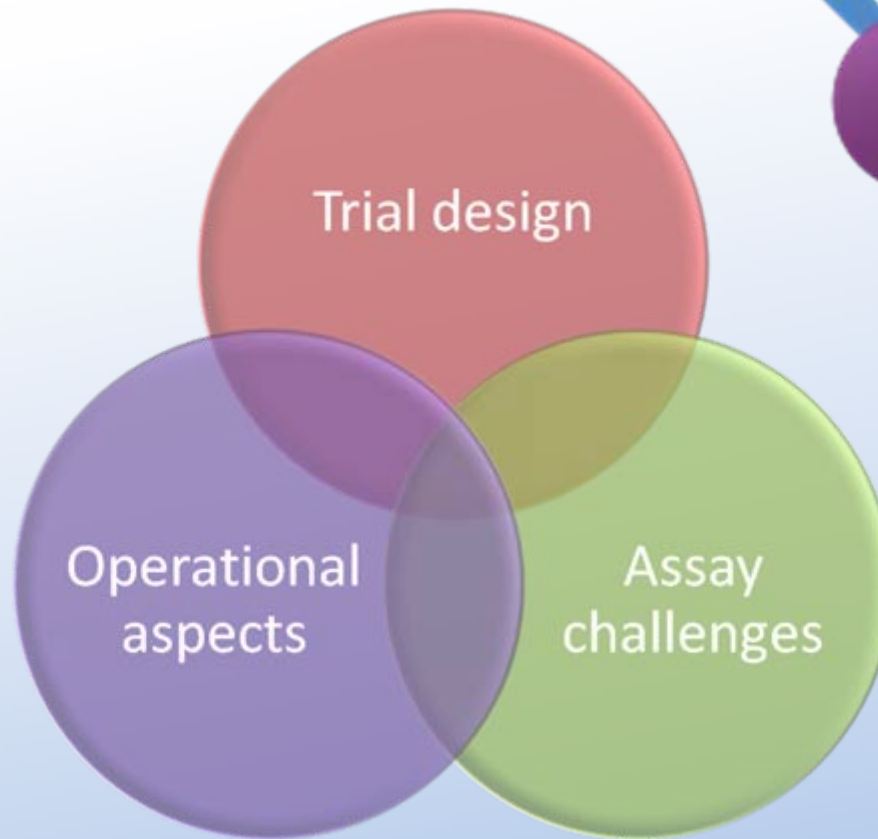 Trial design
Operational
aspects
Assay
challenges